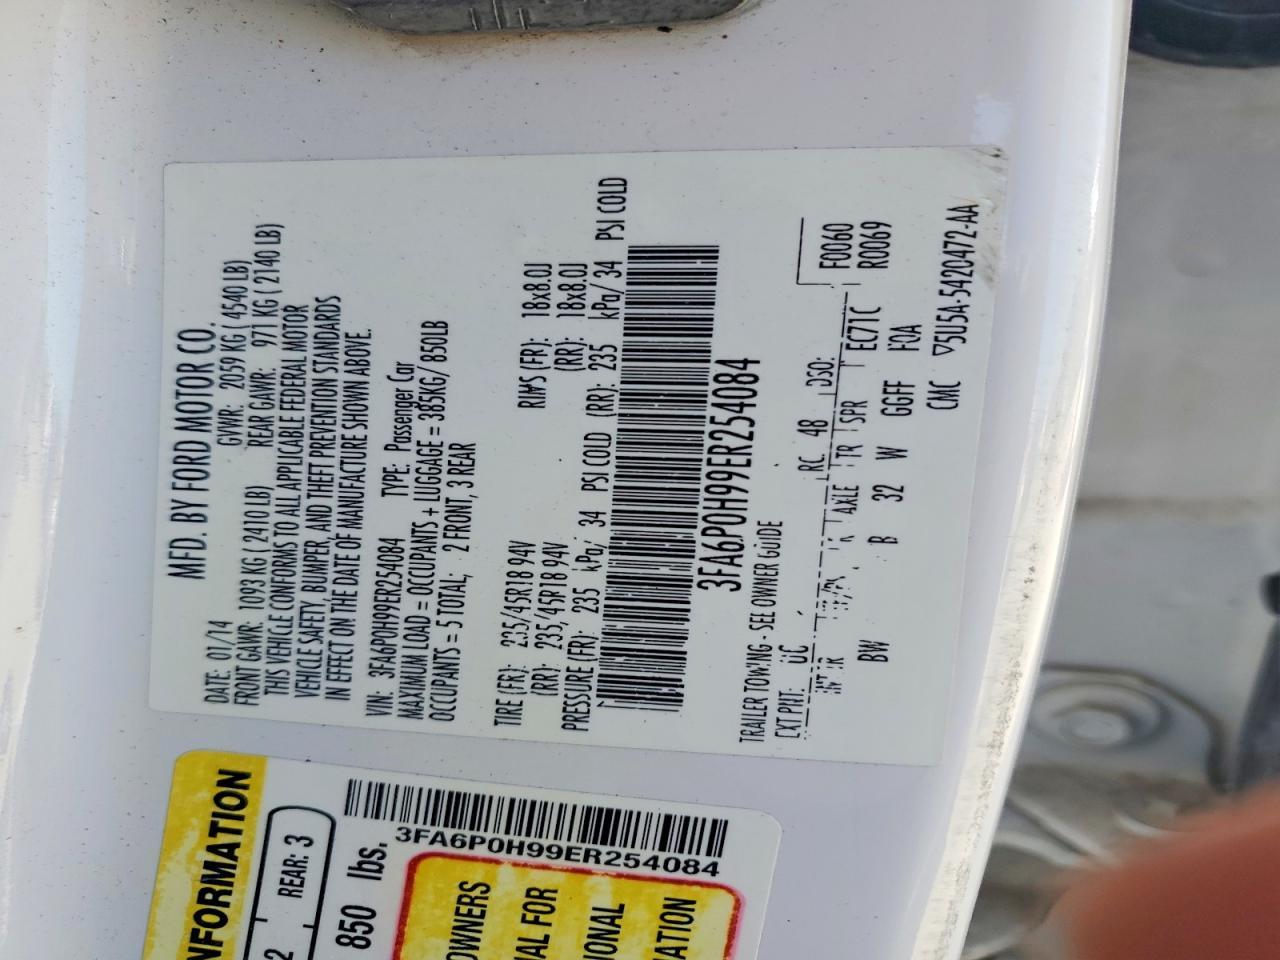 MFD. BY FORD MOTOR CO.
DATE: 01/14 GVWR: 2059 KG ( 4540 LB)
FRONT GAWR: 1093 KG ( 2410 LB) REAR GAWR: 971 KG ( 2140 LB)
THIS VEHICLE CONFORMS TO ALL APPLICABLE FEDERAL MOTOR
VEHICLE SAFETY, BUMPER, AND THEFT PREVENTION STANDARDS
IN EFFECT ON THE DATE OF MANUFACTURE SHOWN ABOVE.
VIN: 3FA6P0H99ER254084 TYPE: Passenger Car
MAXIMUM LOAD = OCCUPANTS + LUGGAGE = 385KG/ 850LB
OCCUPANTS = 5 TOTAL; 2 FRONT, 3 REAR
TIRE (FR): 235/45R18 94V RIMS (FR): 18x8.0J
(RR): 235/45R18 94V (RR): 18x8.0J
PRESSURE (FR): 235 kPa/ 34 PSI COLD (RR): 235 kPa/ 34 PSI COLD
3FA6P0H99ER254084
TRAILER TOWING - SEE OWNER GUIDE
EXT PNT: RC: 48 DSO: F0060
AXLE TR SPR EC71C R0069
BW B 32 W GGFF FOA
CMC ▽5U5A-5420472-AA
NFORMATION
2 REAR: 3
850 lbs.
3FA6P0H99ER254084
OWNERS
AL FOR
IONAL
ATION